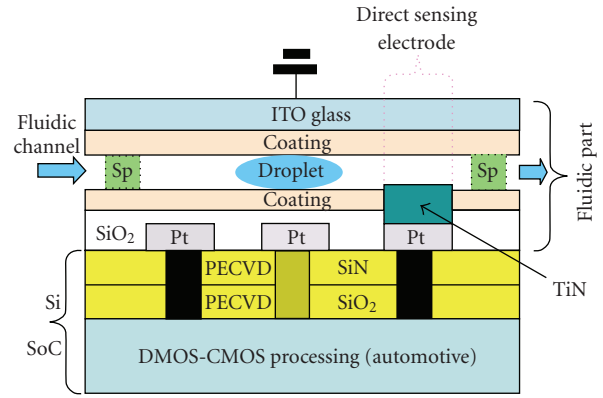 Direct sensing
electrode
ITO glass
Fluidic
channel
Coating
Sp
Droplet
Sp
Coating
Fluidic part
SiO2
Pt
Pt
Pt
TiN
PECVD
SiN
Si
PECVD
SiO2
SoC
DMOS-CMOS processing (automotive)